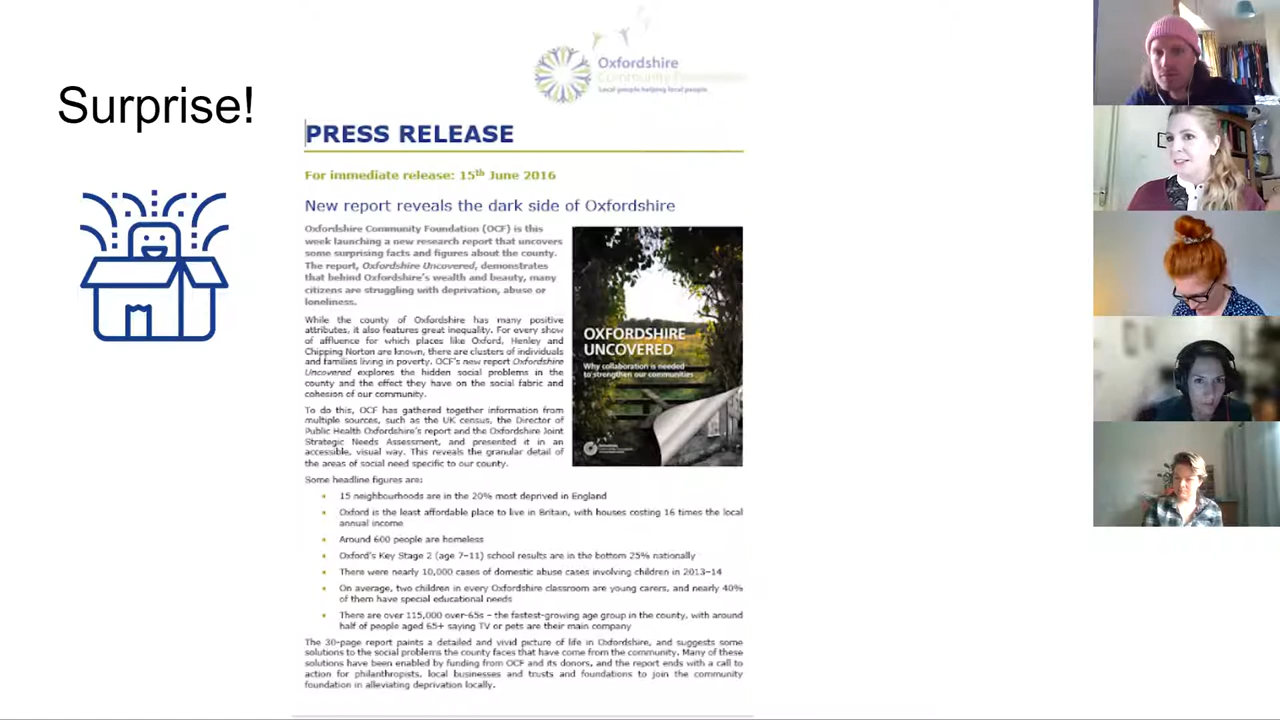 Surprise!
Oxfordshire
Community Foundation
Local people helping local people.
PRESS RELEASE
For immediate release: 15th June 2016
New report reveals the dark side of Oxfordshire
Oxfordshire Community Foundation (OCF) is this
week launching a new research report that uncovers
some surprising facts and figures about the county.
The report, Oxfordshire Uncovered, demonstrates
that behind Oxfordshire's wealth and beauty, many
citizens are struggling with deprivation, abuse or
loneliness.
While the county of Oxfordshire has many positive
attributes, it also features great inequality. For every show
of affluence for which places like Oxford, Henley and
Chipping Norton are known, there are clusters of individuals
and families living in poverty. OCF's new report Oxfordshire
Uncovered explores the hidden social problems in the
county and the effect they have on the social fabric and
cohesion of our community.
To do this, OCF has gathered together information from
multiple sources, such as the UK census, the Director of
Public Health Oxfordshire's report and the Oxfordshire Joint
Strategic Needs Assessment, and presented it in an
accessible, visual way. This reveals the granular detail of
the areas of social need specific to our county.
OXFORDSHIRE
UNCOVERED
Why collaboration is needed
to strengthen our communities
Some headline figures are:
• 15 neighbourhoods are in the 20% most deprived in England
• Oxford is the least affordable place to live in Britain, with houses costing 16 times the local
annual income
• Around 600 people are homeless
• Oxford's Key Stage 2 (age 7–11) school results are in the bottom 25% nationally
• There were nearly 10,000 cases of domestic abuse cases involving children in 2013–14
• On average, two children in every Oxfordshire classroom are young carers, and nearly 40%
of them have special educational needs
• There are over 115,000 over-65s – the fastest-growing age group in the county, with around
half of people aged 65+ saying TV or pets are their main company
The 30-page report paints a detailed and vivid picture of life in Oxfordshire, and suggests some
solutions to the social problems the county faces that have come from the community. Many of these
solutions have been enabled by funding from OCF and its donors, and the report ends with a call to
action for philanthropists, local businesses and trusts and foundations to join the community
foundation in alleviating deprivation locally.